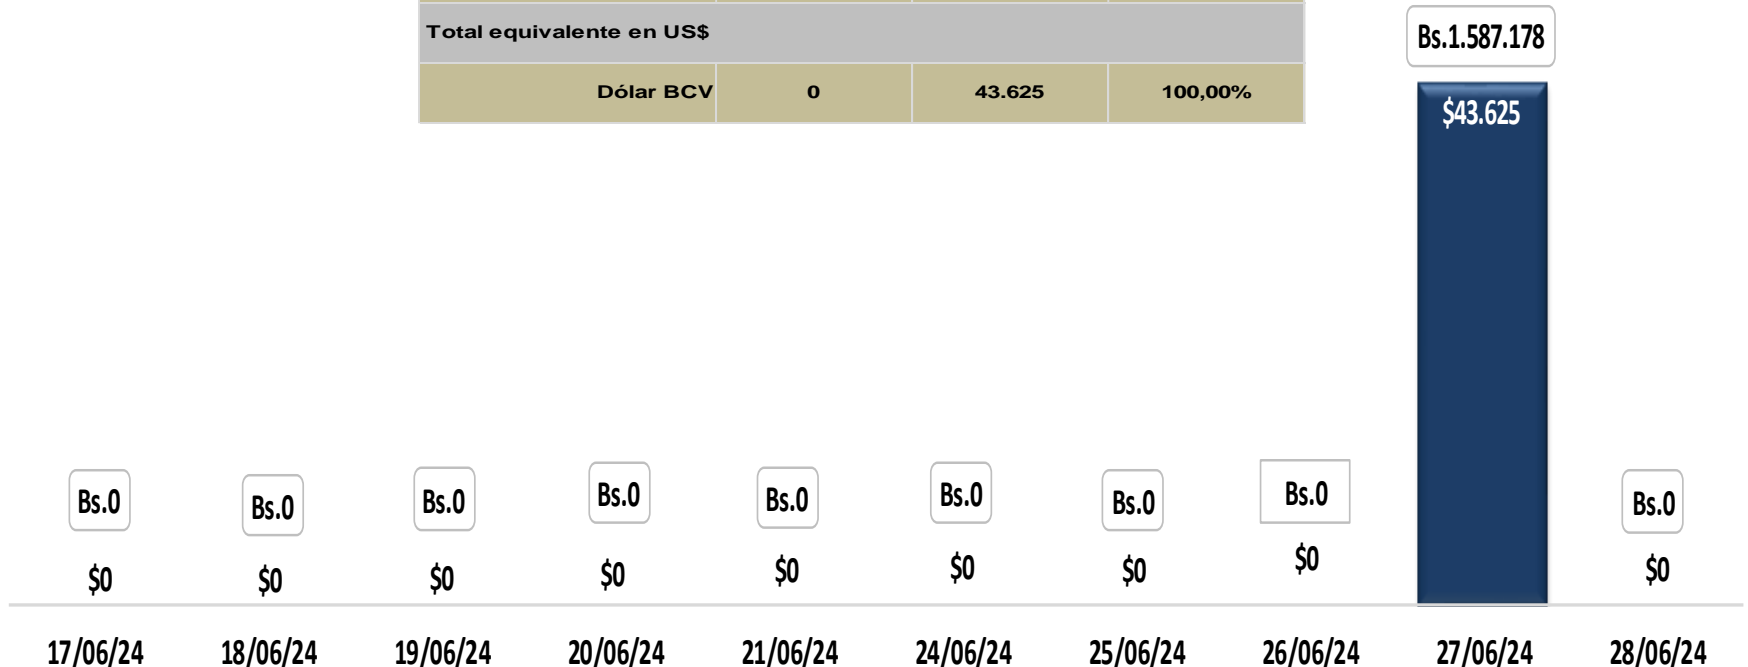 Total equivalente en US$
Dólar BCV 0 43.625 100,00%
Bs.1.587.178
$43.625
Bs.0 Bs.0 Bs.0 Bs.0 Bs.0 Bs.0 Bs.0 Bs.0 Bs.0
$0 $0 $0 $0 $0 $0 $0 $0 $0
17/06/24 18/06/24 19/06/24 20/06/24 21/06/24 24/06/24 25/06/24 26/06/24 27/06/24 28/06/24